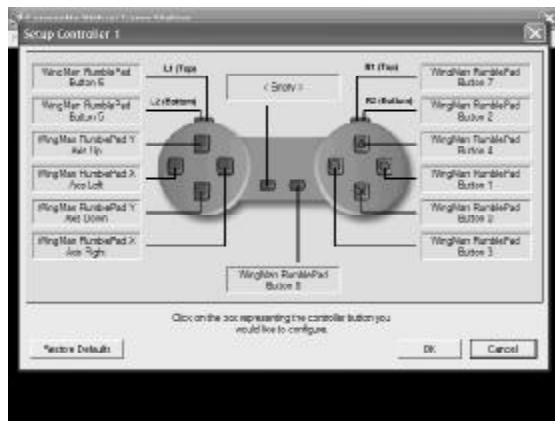 Connectix Virtual Game Station
Setup Controller 1
WingMan RumblePad
Button 6
L1 (Top)
< Empty >
R1 (Top)
WingMan RumblePad
Button 7
WingMan RumblePad
Button 5
L2 (Bottom)
R2 (Bottom)
WingMan RumblePad
Button 2
WingMan RumblePad Y
Axis Up
WingMan RumblePad
Button 4
WingMan RumblePad X
Axis Left
WingMan RumblePad
Button 1
WingMan RumblePad Y
Axis Down
WingMan RumblePad
Button 0
WingMan RumblePad X
Axis Right
WingMan RumblePad
Button 3
WingMan RumblePad
Button 8
Click on the box representing the controller button you
would like to configure.
Restore Defaults
OK
Cancel